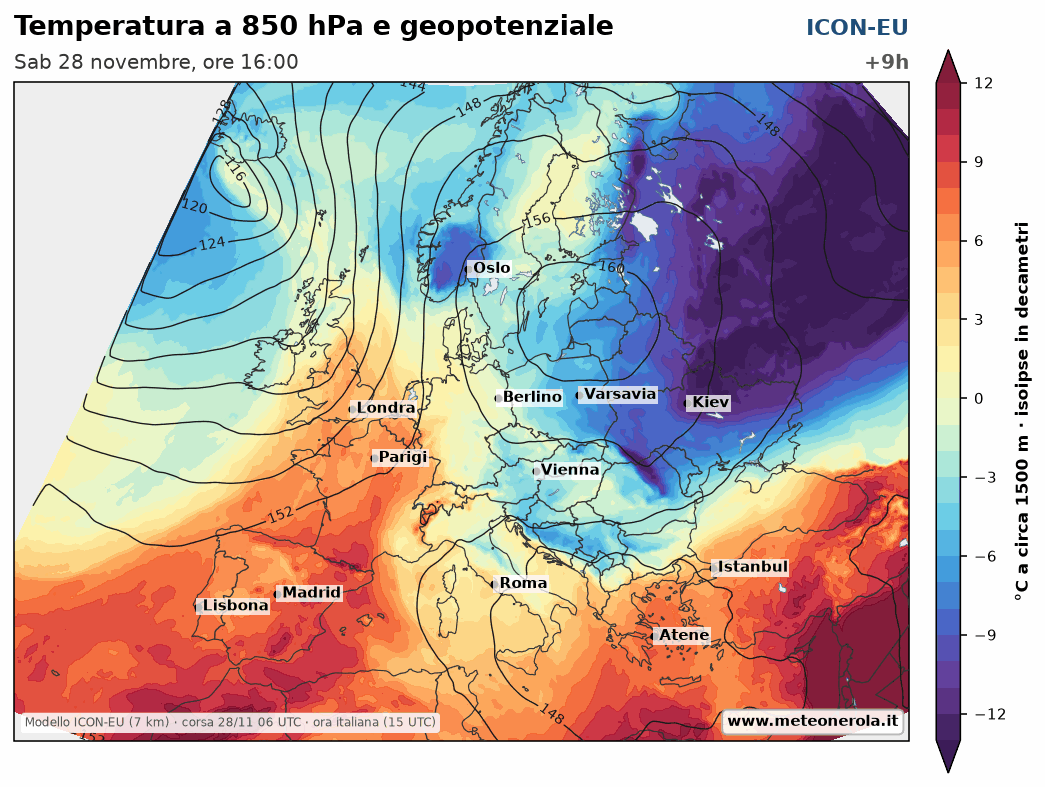 Temperatura a 850 hPa e geopotenziale
ICON-EU
Sab 28 novembre, ore 16:00
+9h
144
148
148
128
116
120
124
156
160
Oslo
Berlino
Varsavia
Kiev
Londra
Parigi
Vienna
152
Istanbul
Roma
Madrid
Lisbona
Atene
148
152
Modello ICON-EU (7 km) · corsa 28/11 06 UTC · ora italiana (15 UTC)
www.meteonerola.it
12
9
6
3
0
−3
−6
−9
−12
°C a circa 1500 m · isoipse in decametri